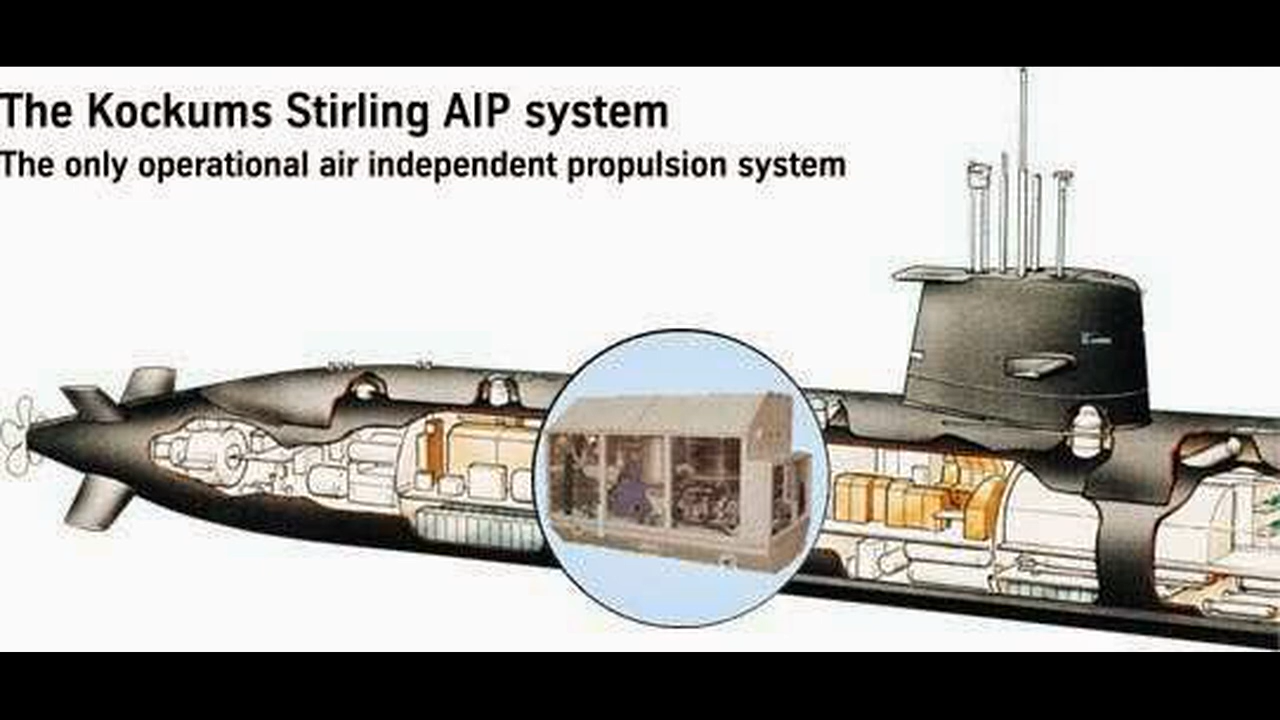 The Kockums Stirling AIP system
The only operational air independent propulsion system